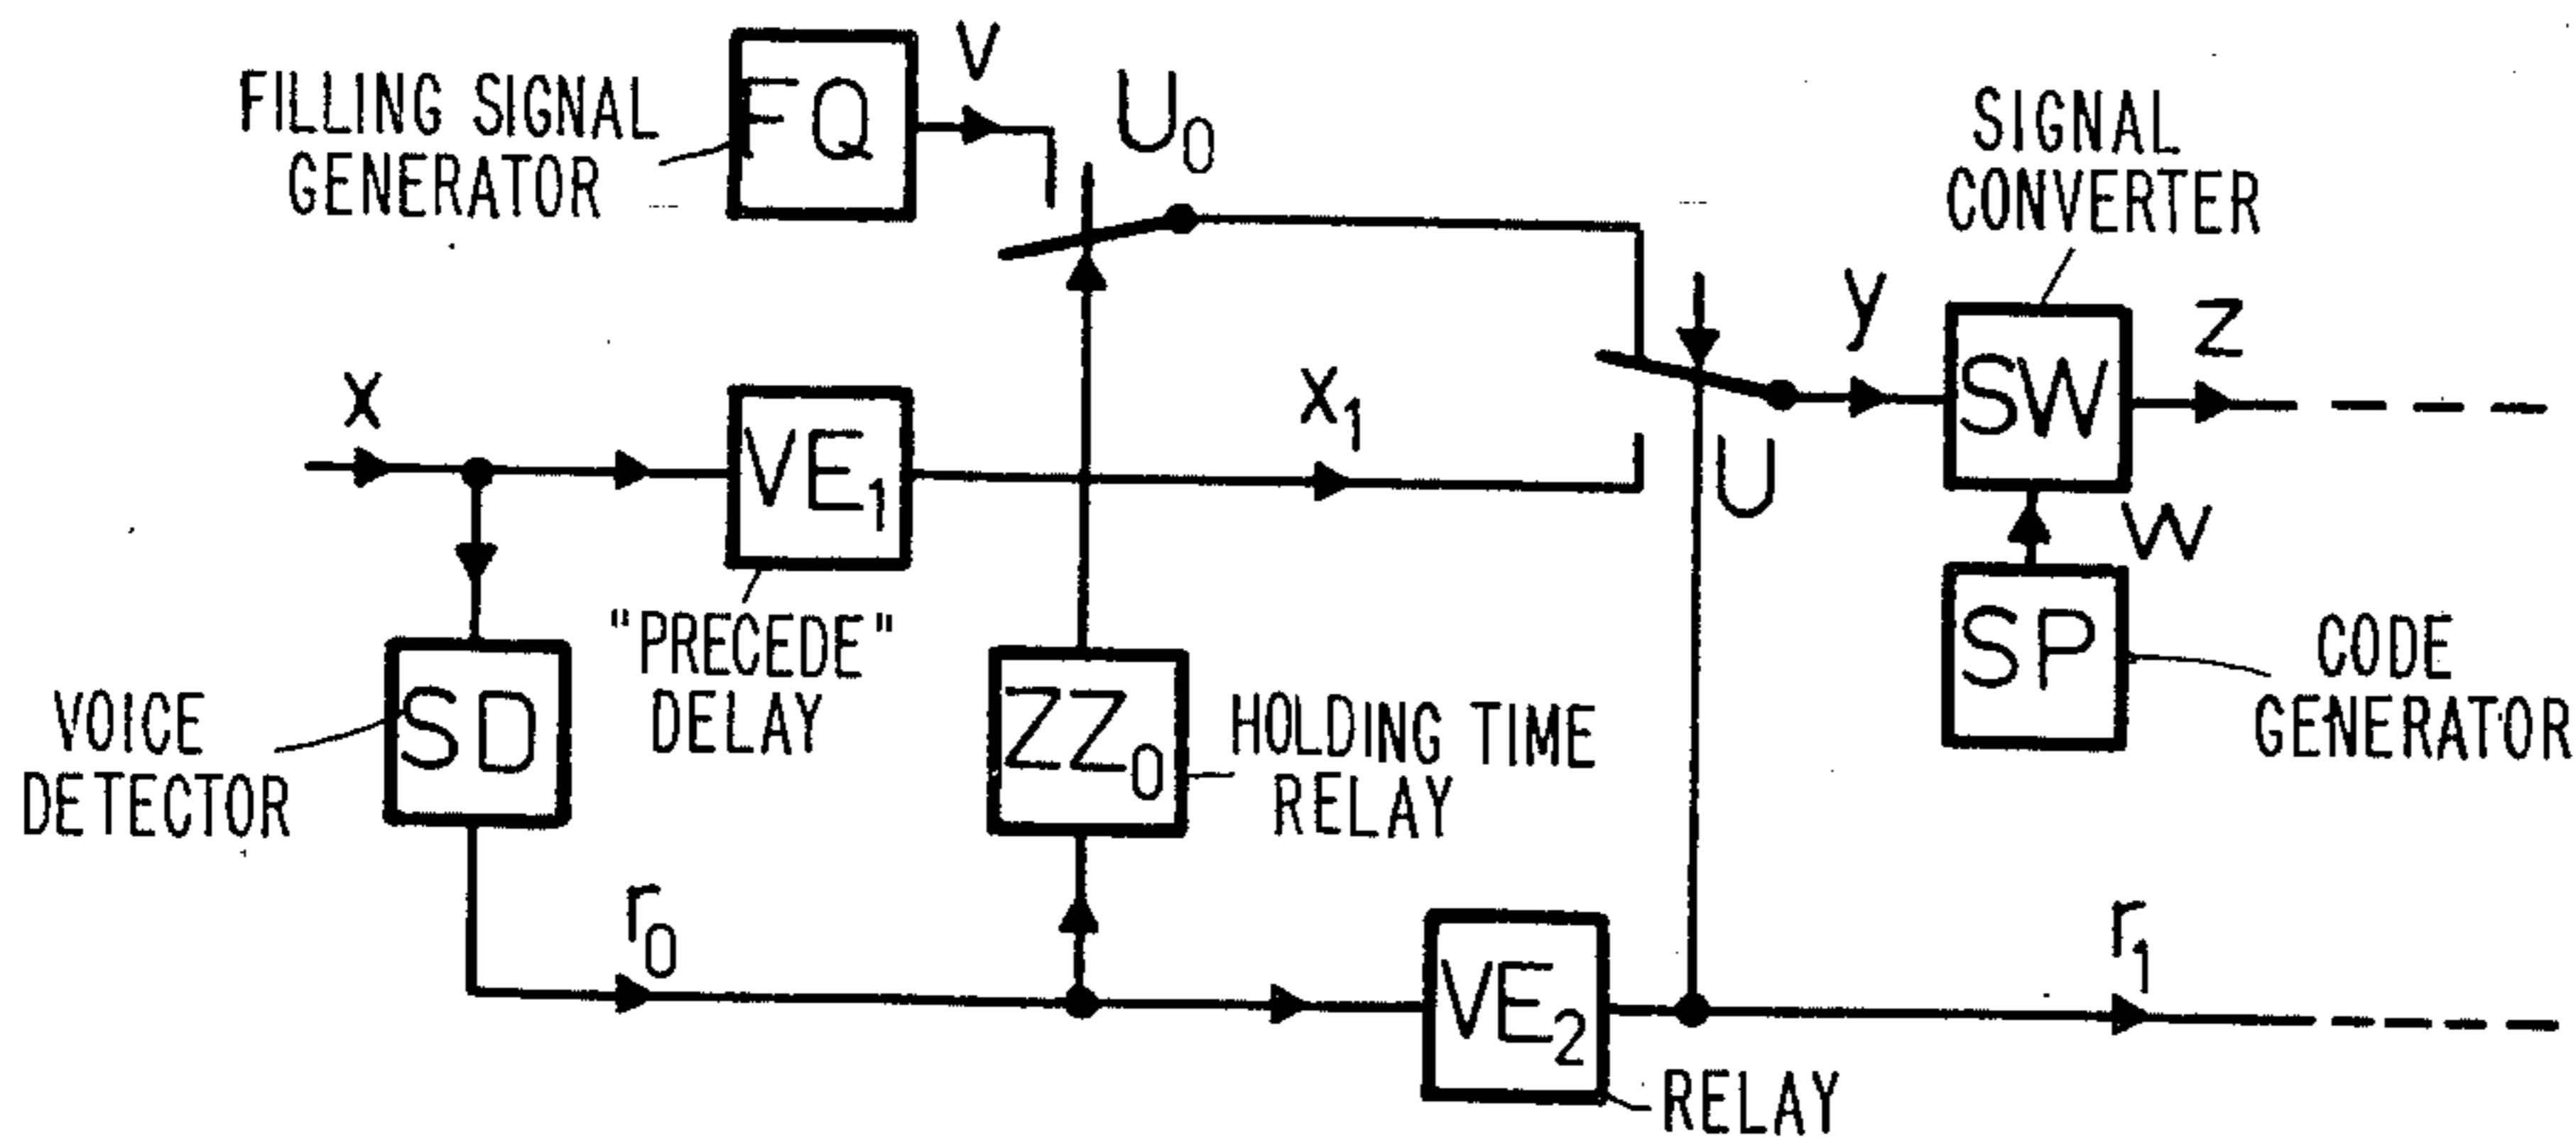 FILLING SIGNAL
GENERATOR
FQ
V
U0
SIGNAL
CONVERTER
X
VE1
"PRECEDE"
DELAY
X1
U
y
SW
Z
W
SP
CODE
GENERATOR
VOICE
DETECTOR
SD
ZZ0
HOLDING TIME
RELAY
r0
VE2
RELAY
r1